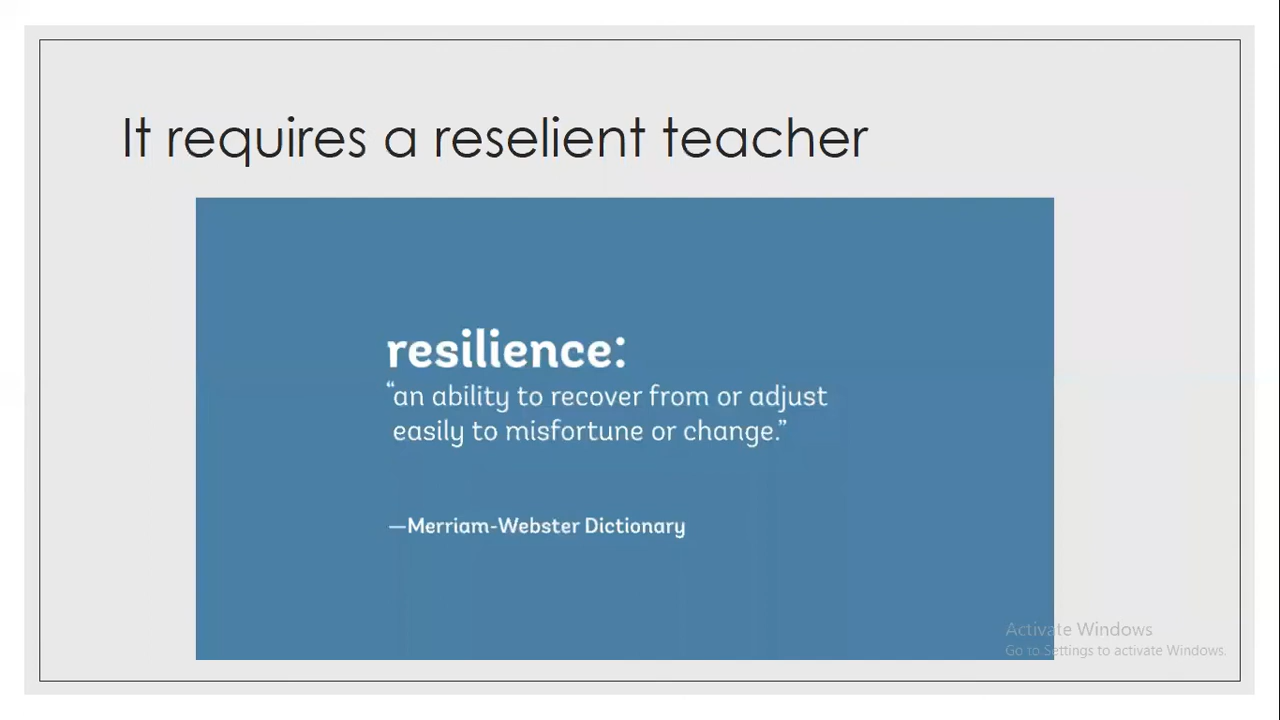 It requires a reselient teacher
resilience:
“an ability to recover from or adjust
easily to misfortune or change.”
—Merriam-Webster Dictionary
Activate Windows
Go to Settings to activate Windows.